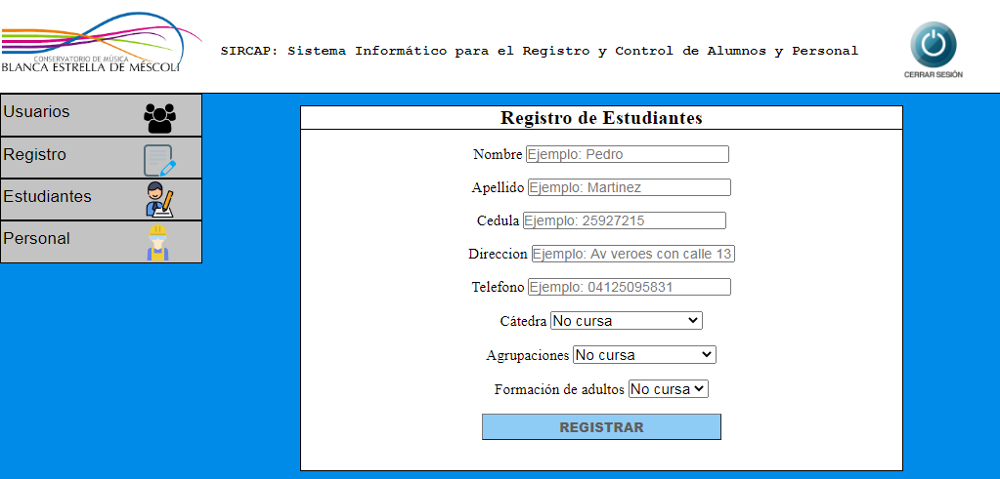 CONSERVATORIO DE MÚSICA
BLANCA ESTRELLA DE MÉSCOLI
SIRCAP: Sistema Informático para el Registro y Control de Alumnos y Personal
CERRAR SESIÓN
Usuarios
Registro
Estudiantes
Personal
Registro de Estudiantes
Nombre Ejemplo: Pedro
Apellido Ejemplo: Martinez
Cedula Ejemplo: 25927215
Direccion Ejemplo: Av veroes con calle 13
Telefono Ejemplo: 04125095831
Cátedra No cursa
Agrupaciones No cursa
Formación de adultos No cursa
REGISTRAR